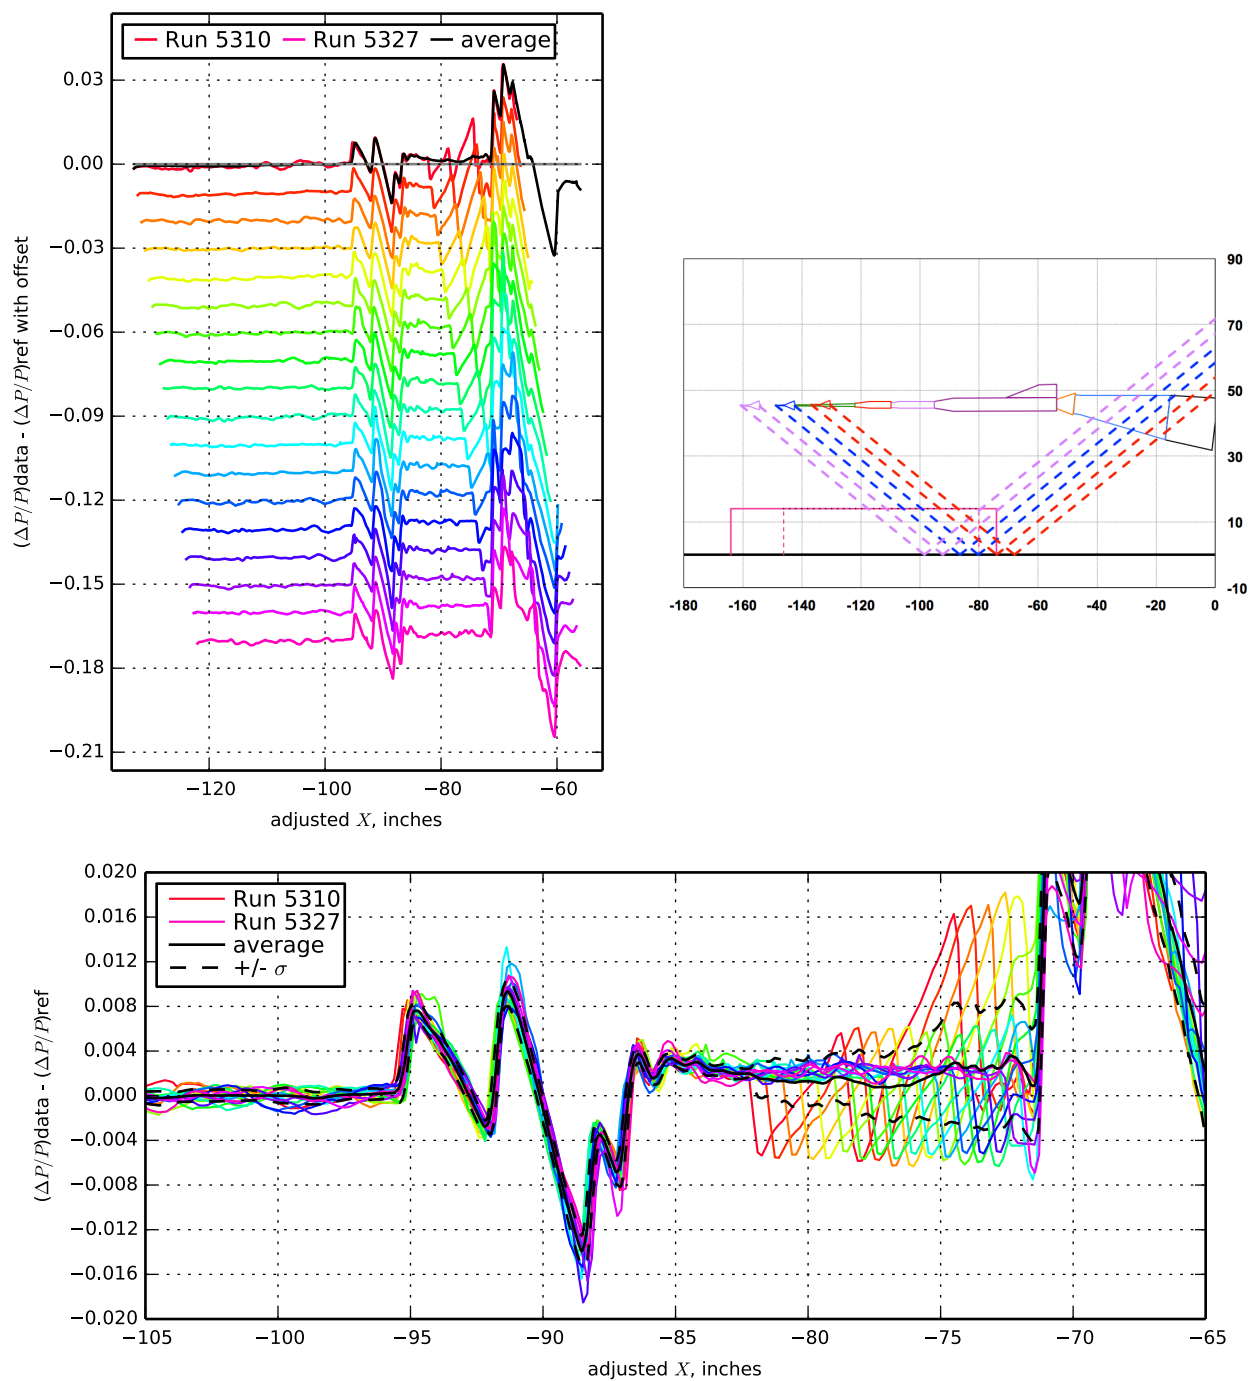 Run 5310 Run 5327 average
0.03
0.00
−0.03
−0.06
−0.09
−0.12
−0.15
−0.18
−0.21
(ΔP/P)data - (ΔP/P)ref with offset
−120 −100 −80 −60
adjusted X, inches
90
70
50
30
10
-10
-180 -160 -140 -120 -100 -80 -60 -40 -20 0
Run 5310
Run 5327
average
+/- σ
0.020
0.016
0.012
0.008
0.004
0.000
−0.004
−0.008
−0.012
−0.016
−0.020
(ΔP/P)data - (ΔP/P)ref
−105 −100 −95 −90 −85 −80 −75 −70 −65
adjusted X, inches